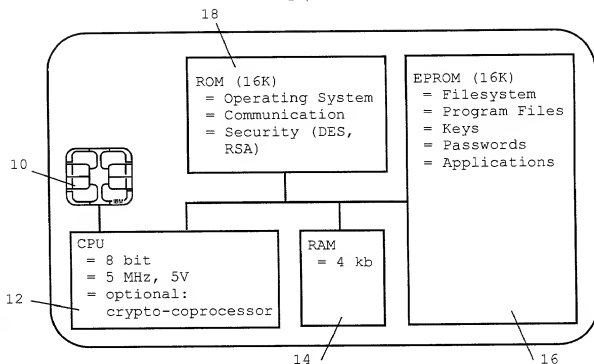 18
ROM (16K)
= Operating System
= Communication
= Security (DES,
RSA)
EPROM (16K)
= Filesystem
= Program Files
= Keys
= Passwords
= Applications
10
IBM
CPU
= 8 bit
= 5 MHz, 5V
= optional:
crypto-coprocessor
12
RAM
= 4 kb
14
16